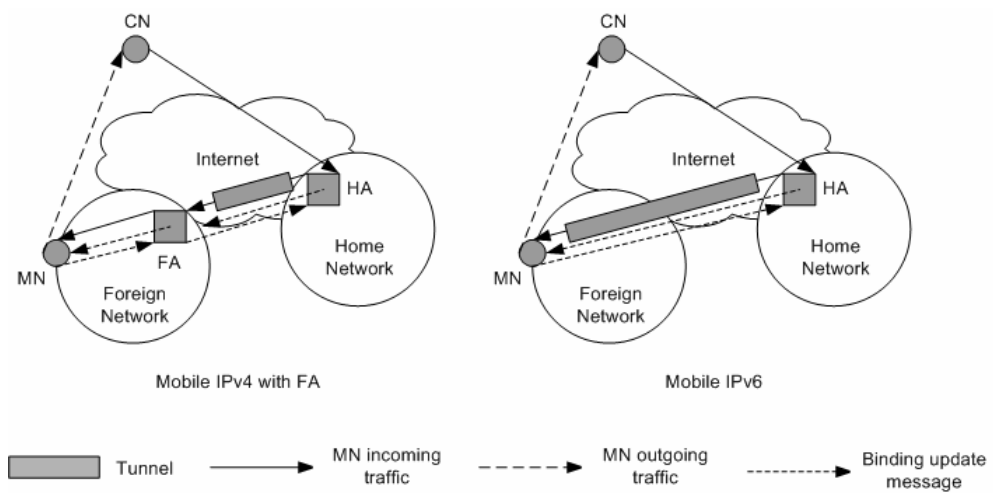 CN
Internet
HA
FA
MN
Home
Network
Foreign
Network
Mobile IPv4 with FA
CN
Internet
HA
MN
Home
Network
Foreign
Network
Mobile IPv6
Tunnel
MN incoming
traffic
MN outgoing
traffic
Binding update
message